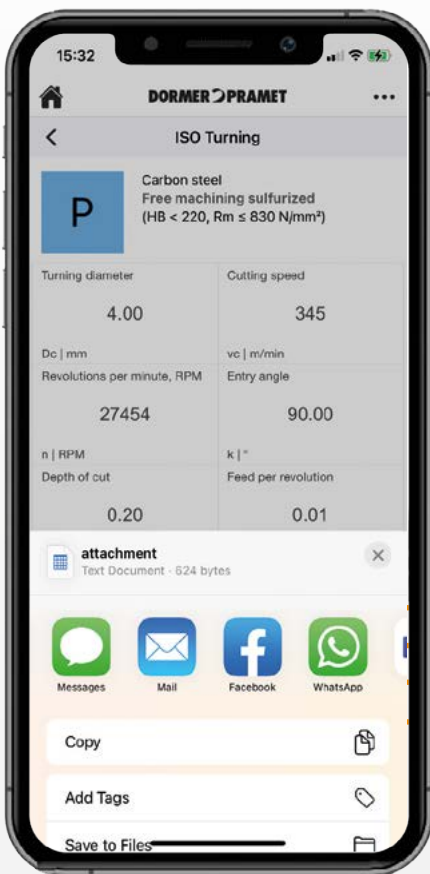 15:32
DORMER PRAMET
ISO Turning
P
Carbon steel
Free machining sulfurized
(HB < 220, Rm ≤ 830 N/mm²)
Turning diameter
Cutting speed
4.00
345
Dc | mm
vc | m/min
Revolutions per minute, RPM
Entry angle
27454
90.00
n | RPM
k | °
Depth of cut
Feed per revolution
0.20
0.01
attachment
Text Document · 624 bytes
Messages
Mail
Facebook
WhatsApp
Copy
Add Tags
Save to Files